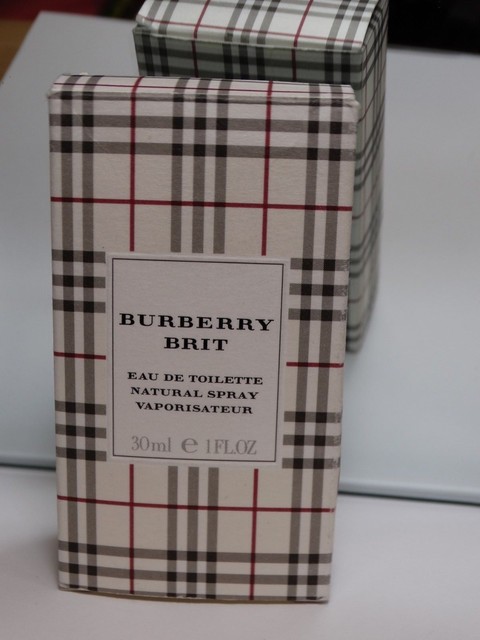 BURBERRY
BRIT
EAU DE TOILETTE
NATURAL SPRAY
VAPORISATEUR
30ml ℮ 1FL.OZ